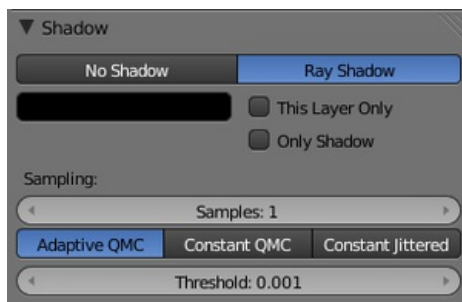 Shadow
No Shadow Ray Shadow
This Layer Only
Only Shadow
Sampling:
Samples: 1
Adaptive QMC Constant QMC Constant Jittered
Threshold: 0.001